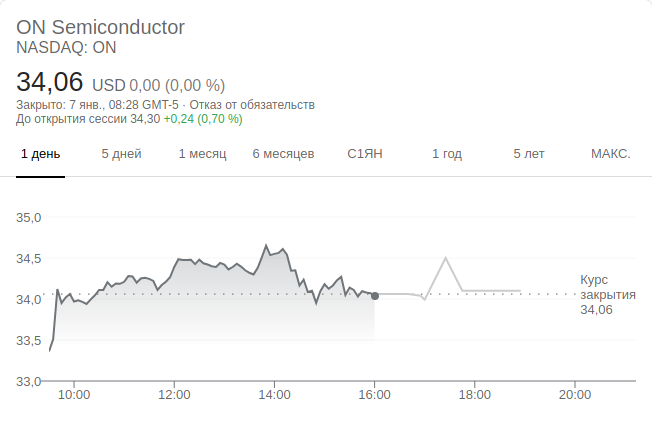 ON Semiconductor
NASDAQ: ON
34,06 USD 0,00 (0,00 %)
Закрыто: 7 янв., 08:28 GMT-5 · Отказ от обязательств
До открытия сессии 34,30 +0,24 (0,70 %)
1 день 5 дней 1 месяц 6 месяцев С1ЯН 1 год 5 лет МАКС.
35,0
34,5
34,0
33,5
33,0
Курс
закрытия
34,06
10:00 12:00 14:00 16:00 18:00 20:00